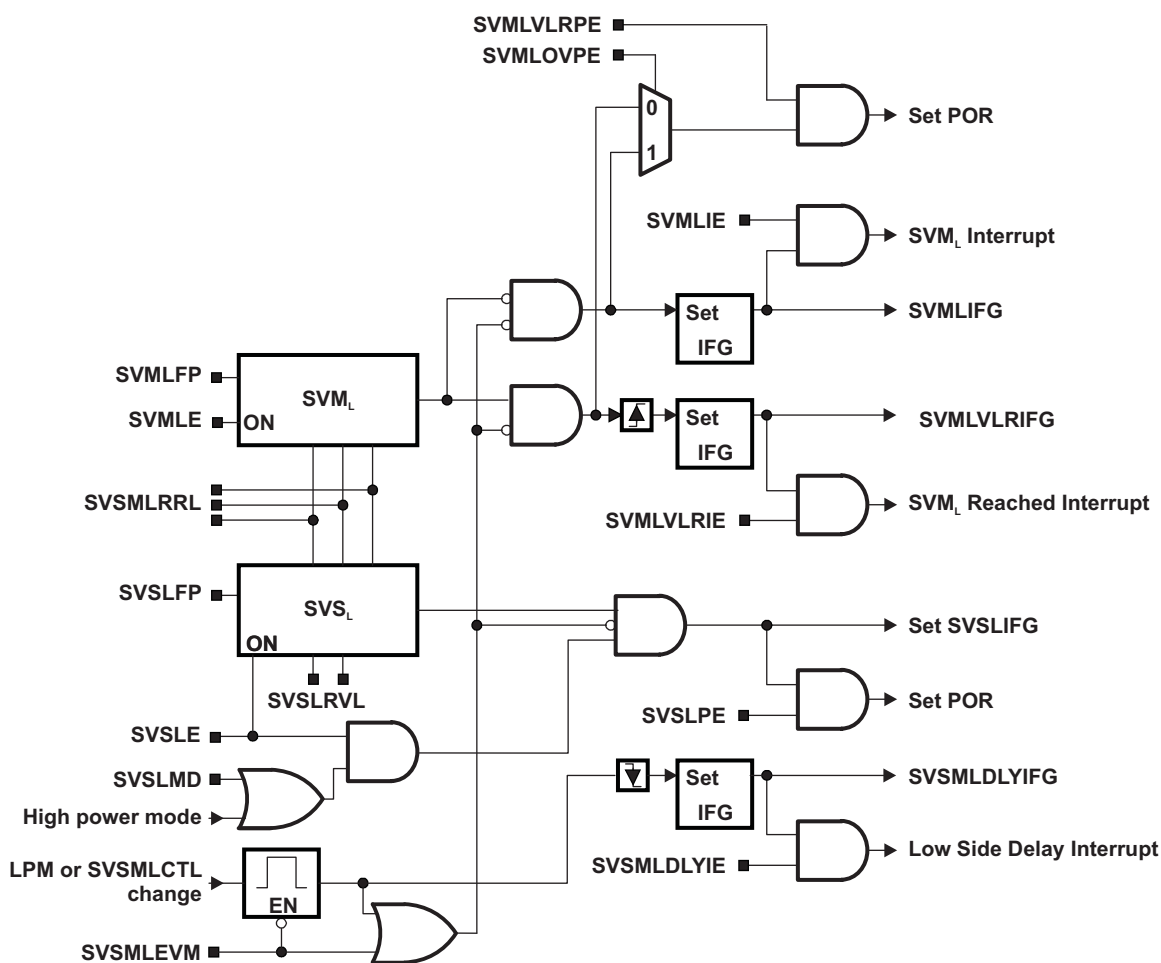 SVMLVLRPE
SVMLOVPE
0
1
Set POR
SVMLIE
SVML Interrupt
Set
IFG
SVMLIFG
SVMLFP
SVML
SVMLE
ON
Set
IFG
SVMLVLRIFG
SVSMLRRL
SVMLVLRIE
SVML Reached Interrupt
SVSLFP
SVSL
ON
Set SVSLIFG
SVSLRVL
SVSLPE
Set POR
SVSLE
SVSLMD
High power mode
Set
IFG
SVSMLDLYIFG
LPM or SVSMLCTL
change
EN
SVSMLDLYIE
Low Side Delay Interrupt
SVSMLEVM